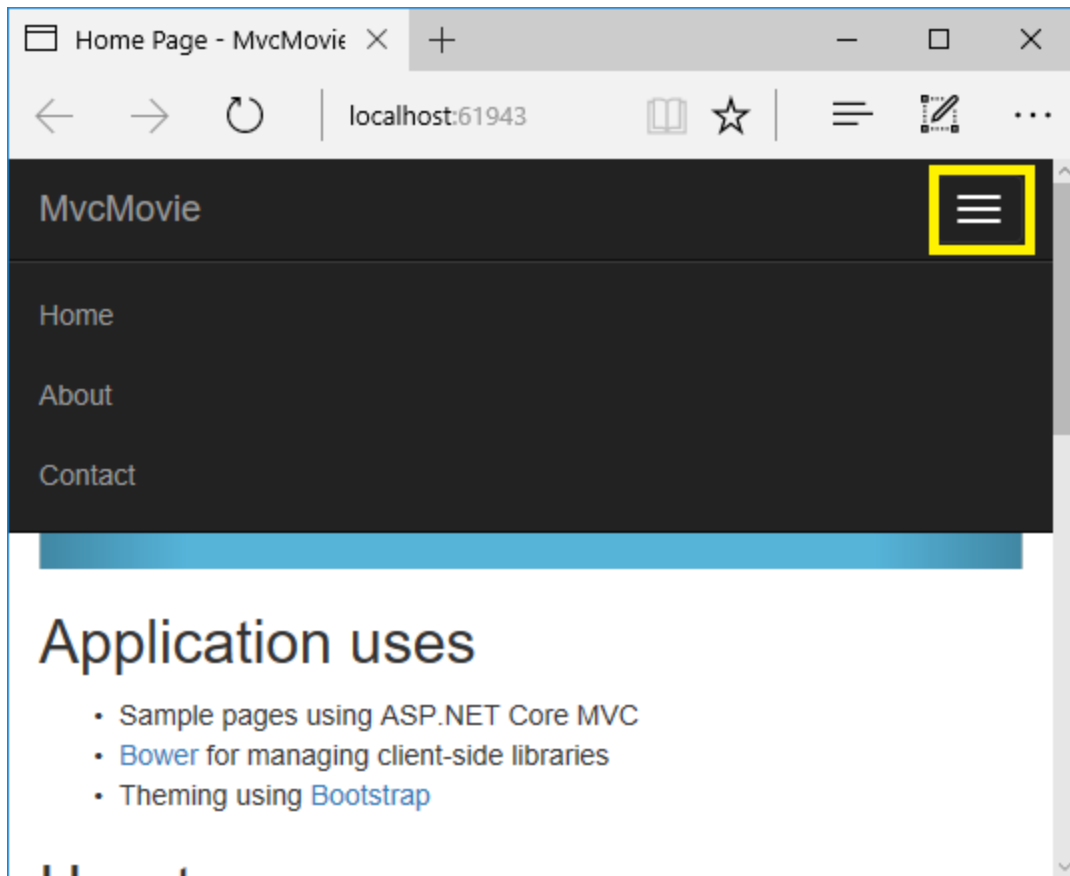 Home Page - MvcMovie
localhost:61943
MvcMovie
Home
About
Contact
Application uses
• Sample pages using ASP.NET Core MVC
• Bower for managing client-side libraries
• Theming using Bootstrap